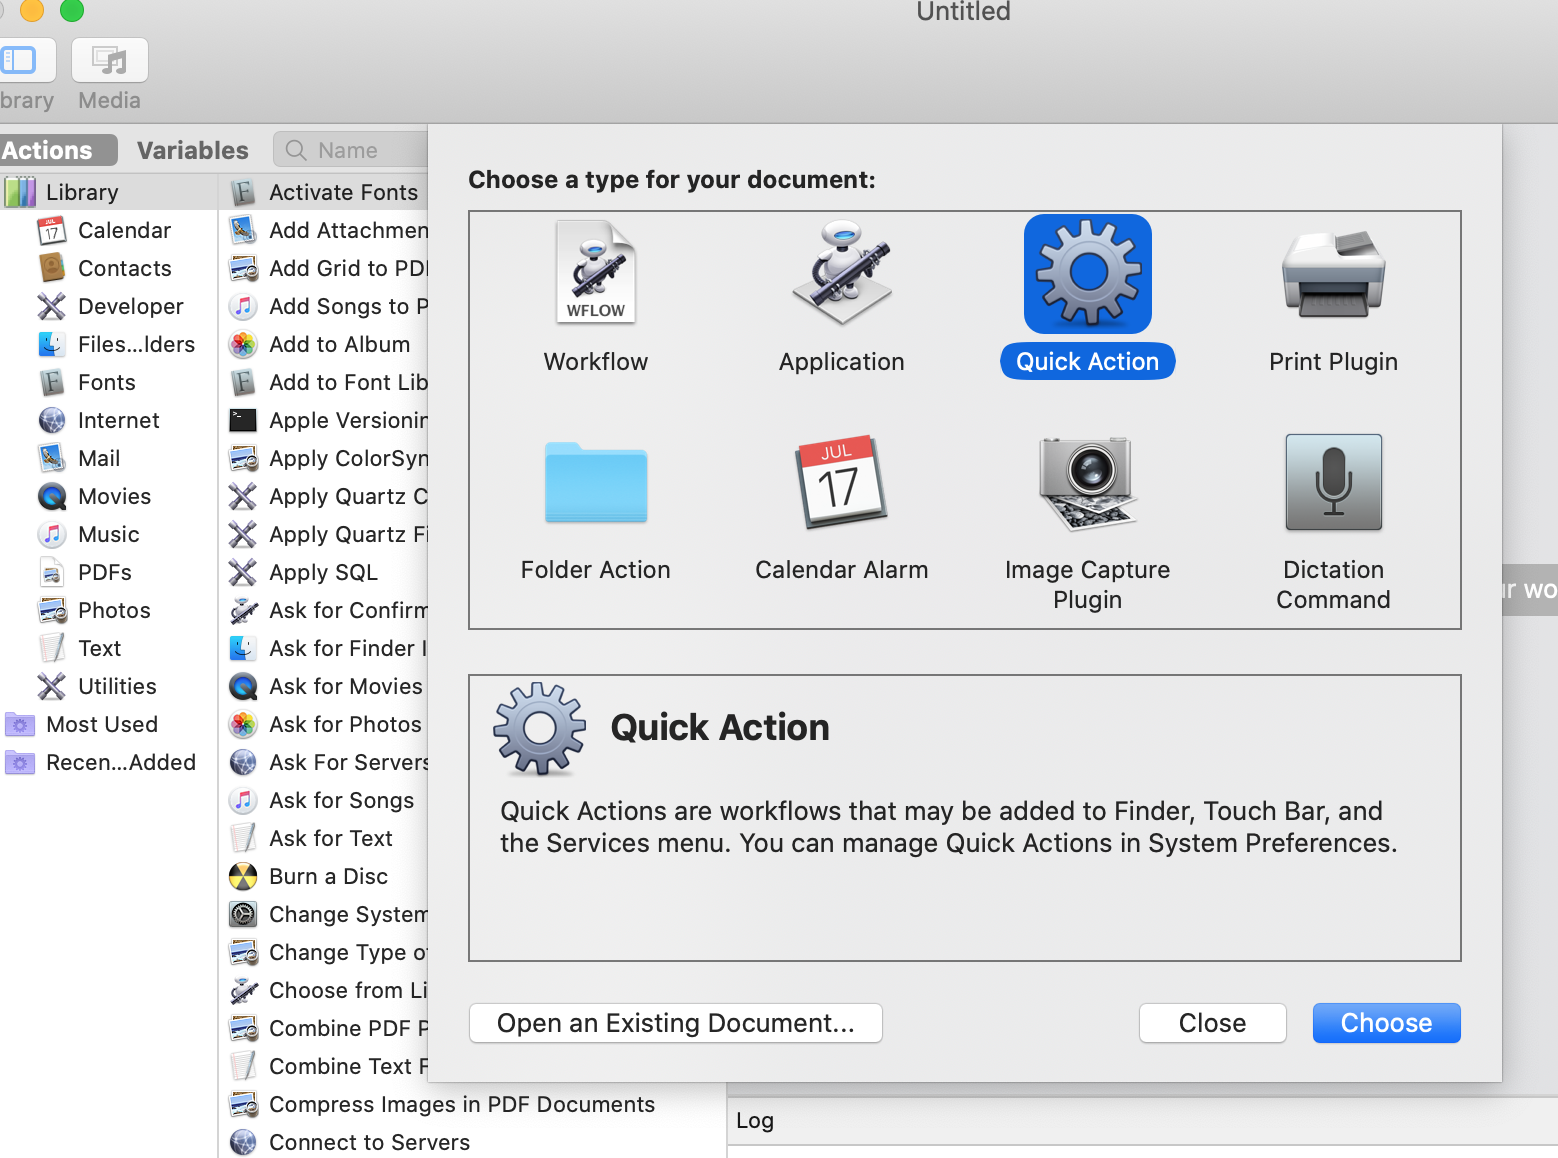 Untitled
brary
Media
Actions
Variables
Name
Library
Calendar
Contacts
Developer
Files...lders
Fonts
Internet
Mail
Movies
Music
PDFs
Photos
Text
Utilities
Most Used
Recen...Added
Activate Fonts
Add Attachmen
Add Grid to PDF
Add Songs to P
Add to Album
Add to Font Lib
Apple Versionin
Apply ColorSyn
Apply Quartz C
Apply Quartz Fi
Apply SQL
Ask for Confirm
Ask for Finder I
Ask for Movies
Ask for Photos
Ask For Servers
Ask for Songs
Ask for Text
Burn a Disc
Change System
Change Type o
Choose from Li
Combine PDF P
Combine Text F
Compress Images in PDF Documents
Connect to Servers
Choose a type for your document:
WFLOW
Workflow
Application
Quick Action
Print Plugin
Folder Action
JUL
17
Calendar Alarm
Image Capture
Plugin
Dictation
Command
Quick Action
Quick Actions are workflows that may be added to Finder, Touch Bar, and
the Services menu. You can manage Quick Actions in System Preferences.
Open an Existing Document...
Close
Choose
ur wo
Log